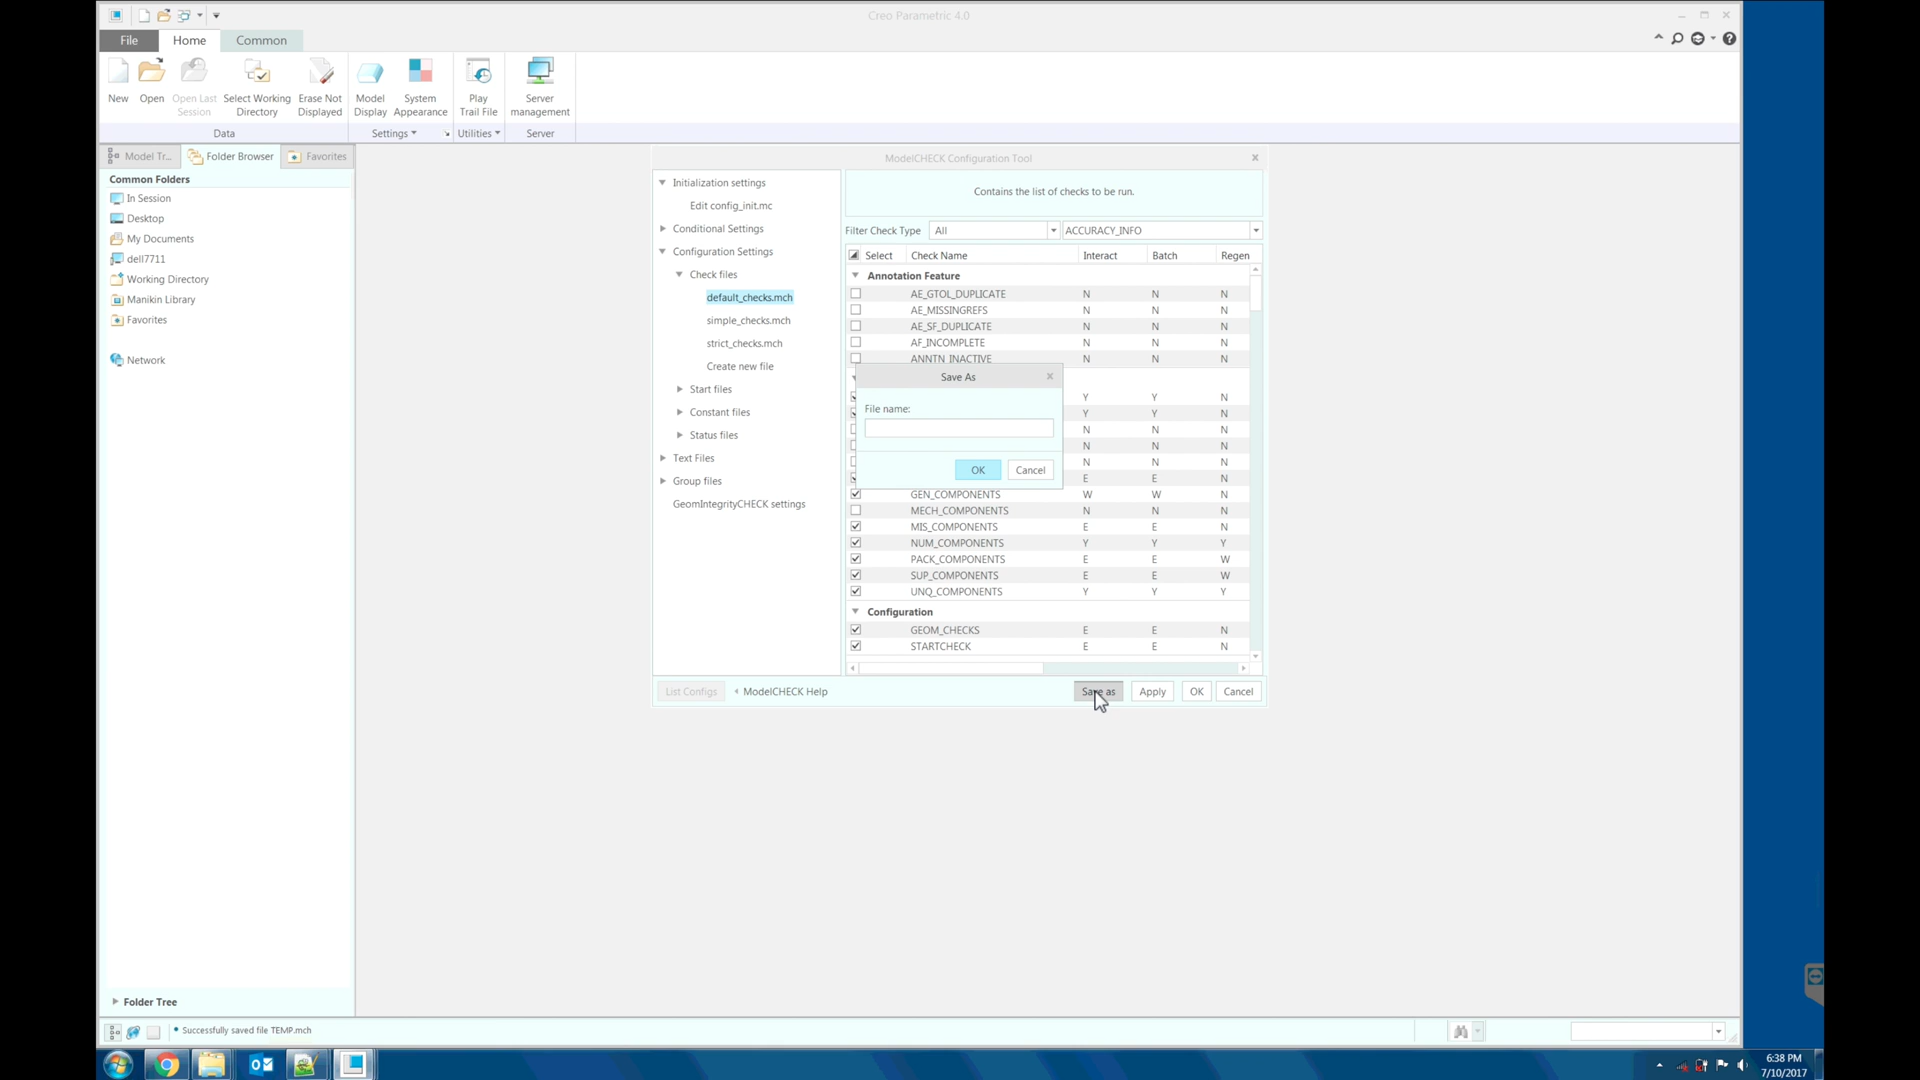 Creo Parametric 4.0
File
Home
Common
New
Open
Open Last
Session
Select Working
Directory
Erase Not
Displayed
Model
Display
System
Appearance
Play
Trail File
Server
management
Data
Settings
Utilities
Server
Model Tr...
Folder Browser
Favorites
Common Folders
In Session
Desktop
My Documents
dell7711
Working Directory
Manikin Library
Favorites
Network
Folder Tree
Successfully saved file TEMP.mch
ModelCHECK Configuration Tool
Initialization settings
Edit config_init.mc
Conditional Settings
Configuration Settings
Check files
default_checks.mch
simple_checks.mch
strict_checks.mch
Create new file
Start files
Constant files
Status files
Text Files
Group files
GeomIntegrityCHECK settings
Contains the list of checks to be run.
Filter Check Type All ACCURACY_INFO
Select Check Name Interact Batch Regen
Annotation Feature
AE_GTOL_DUPLICATE N N N
AE_MISSINGREFS N N N
AE_SF_DUPLICATE N N N
AF_INCOMPLETE N N N
ANNTN_INACTIVE N N N
Save As
File name:
OK
Cancel
Y Y N
Y Y N
N N N
N N N
N N N
E E N
GEN_COMPONENTS W W N
MECH_COMPONENTS N N N
MIS_COMPONENTS E E N
NUM_COMPONENTS Y Y Y
PACK_COMPONENTS E E W
SUP_COMPONENTS E E W
UNQ_COMPONENTS Y Y Y
Configuration
GEOM_CHECKS E E N
STARTCHECK E E N
List Configs
ModelCHECK Help
Save as
Apply
OK
Cancel
6:38 PM
7/10/2017